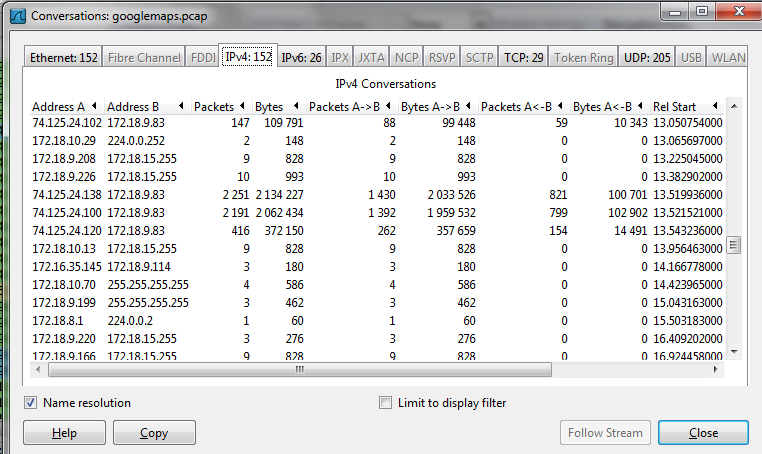 Conversations: googlemaps.pcap
Ethernet: 152 Fibre Channel FDDI IPv4: 152 IPv6: 26 IPX JXTA NCP RSVP SCTP TCP: 29 Token Ring UDP: 205 USB WLAN
IPv4 Conversations
Address A Address B Packets Bytes Packets A->B Bytes A->B Packets A<-B Bytes A<-B Rel Start
74.125.24.102 172.18.9.83 147 109 791 88 99 448 59 10 343 13.050754000
172.18.10.29 224.0.0.252 2 148 2 148 0 0 13.065697000
172.18.9.208 172.18.15.255 9 828 9 828 0 0 13.225045000
172.18.9.226 172.18.15.255 10 993 10 993 0 0 13.382902000
74.125.24.138 172.18.9.83 2 251 2 134 227 1 430 2 033 526 821 100 701 13.519936000
74.125.24.100 172.18.9.83 2 191 2 062 434 1 392 1 959 532 799 102 902 13.521521000
74.125.24.120 172.18.9.83 416 372 150 262 357 659 154 14 491 13.543236000
172.18.10.13 172.18.15.255 9 828 9 828 0 0 13.956463000
172.16.35.145 172.18.9.114 3 180 3 180 0 0 14.166778000
172.18.10.70 255.255.255.255 4 586 4 586 0 0 14.423965000
172.18.9.199 255.255.255.255 3 462 3 462 0 0 15.043163000
172.18.8.1 224.0.0.2 1 60 1 60 0 0 15.503183000
172.18.9.220 172.18.15.255 3 276 3 276 0 0 16.409202000
172.18.9.166 172.18.15.255 9 828 9 828 0 0 16.924458000
Name resolution Limit to display filter
Help Copy Follow Stream Close